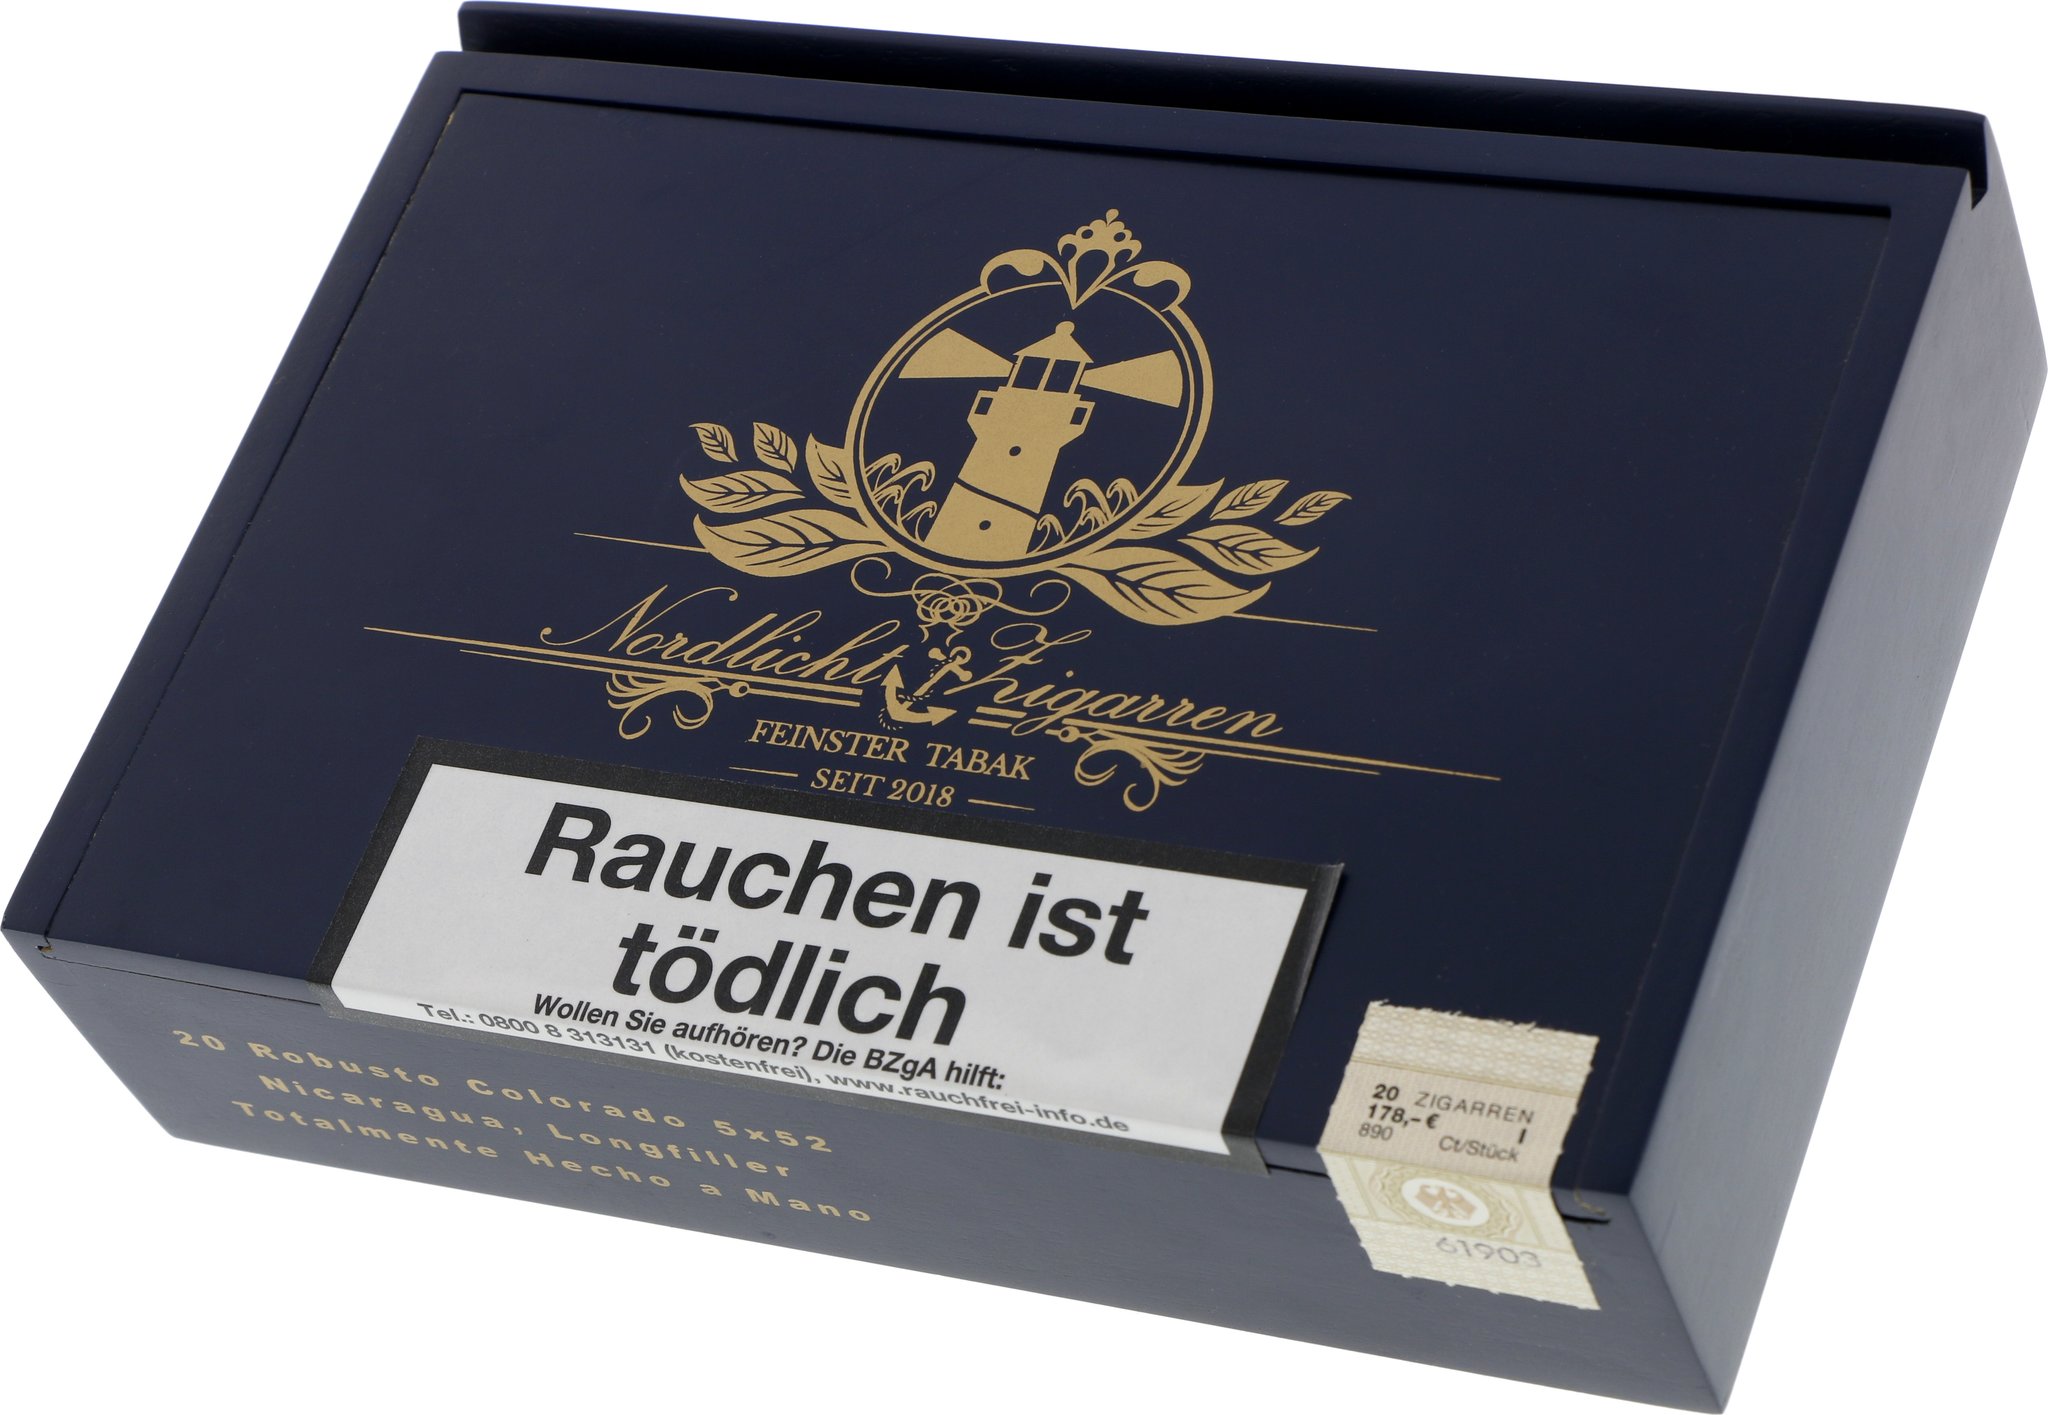 Nordlicht Zigarren
FEINSTER TABAK
SEIT 2018
Rauchen ist
tödlich
Wollen Sie aufhören? Die BZgA hilft:
Tel.: 0800 8 313131 (kostenfrei), www.rauchfrei-info.de
20 Robusto Colorado 5x52
Nicaragua, Longfiller
Totalmente Hecho a Mano
20 ZIGARREN
178,- € I
890 Ct/Stück
61903